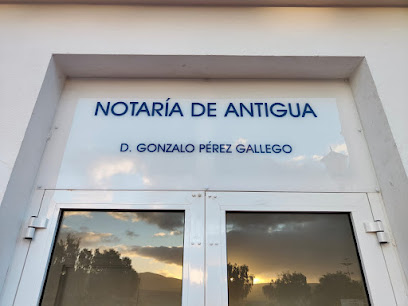 NOTARÍA DE ANTIGUA
D. GONZALO PÉREZ GALLEGO